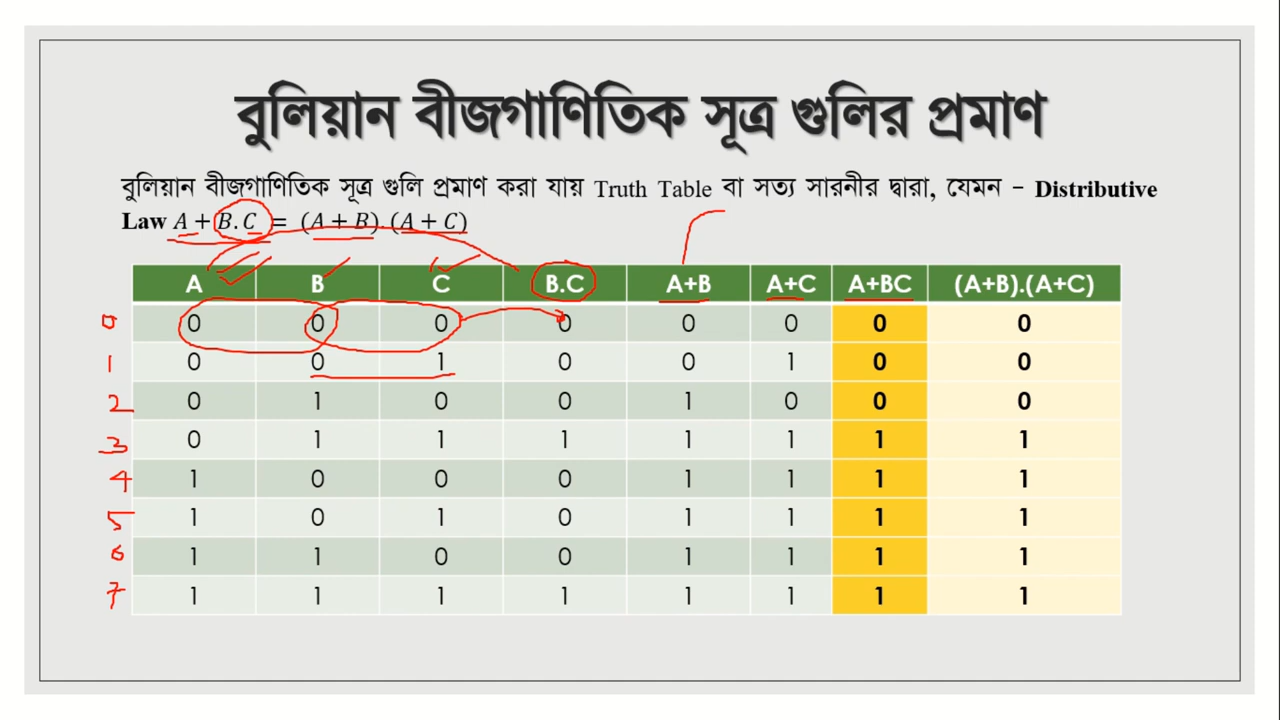 বুলিয়ান বীজগাণিতিক সূত্র গুলির প্রমাণ
বুলিয়ান বীজগাণিতিক সূত্র গুলি প্রমাণ করা যায় Truth Table বা সত্য সারনীর দ্বারা, যেমন – Distributive
Law A + B.C = (A + B).(A + C)
A B C B.C A+B A+C A+BC (A+B).(A+C)
0 0 0 0 0 0 0 0 0
1 0 0 1 0 0 1 0 0
2 0 1 0 0 1 0 0 0
3 0 1 1 1 1 1 1 1
4 1 0 0 0 1 1 1 1
5 1 0 1 0 1 1 1 1
6 1 1 0 0 1 1 1 1
7 1 1 1 1 1 1 1 1